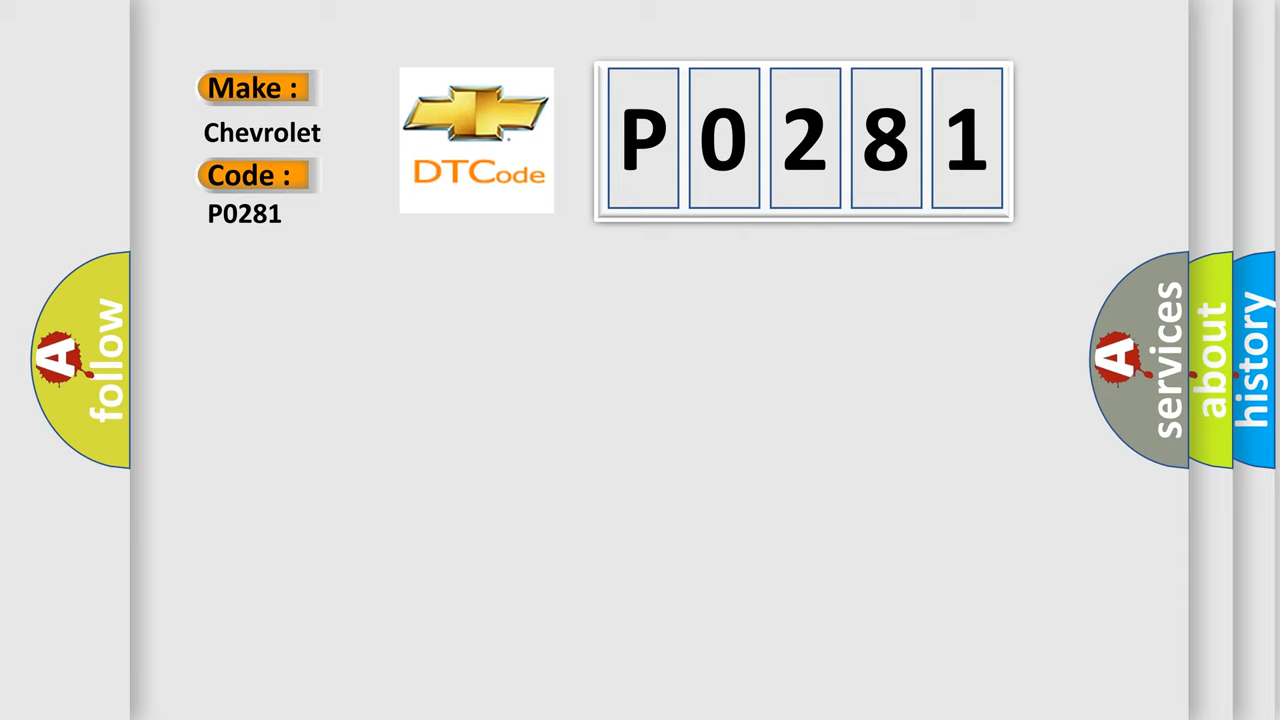 Make :
Chevrolet
Code :
P0281
DTCode
P 0 2 8 1
A follow
A services
about
history